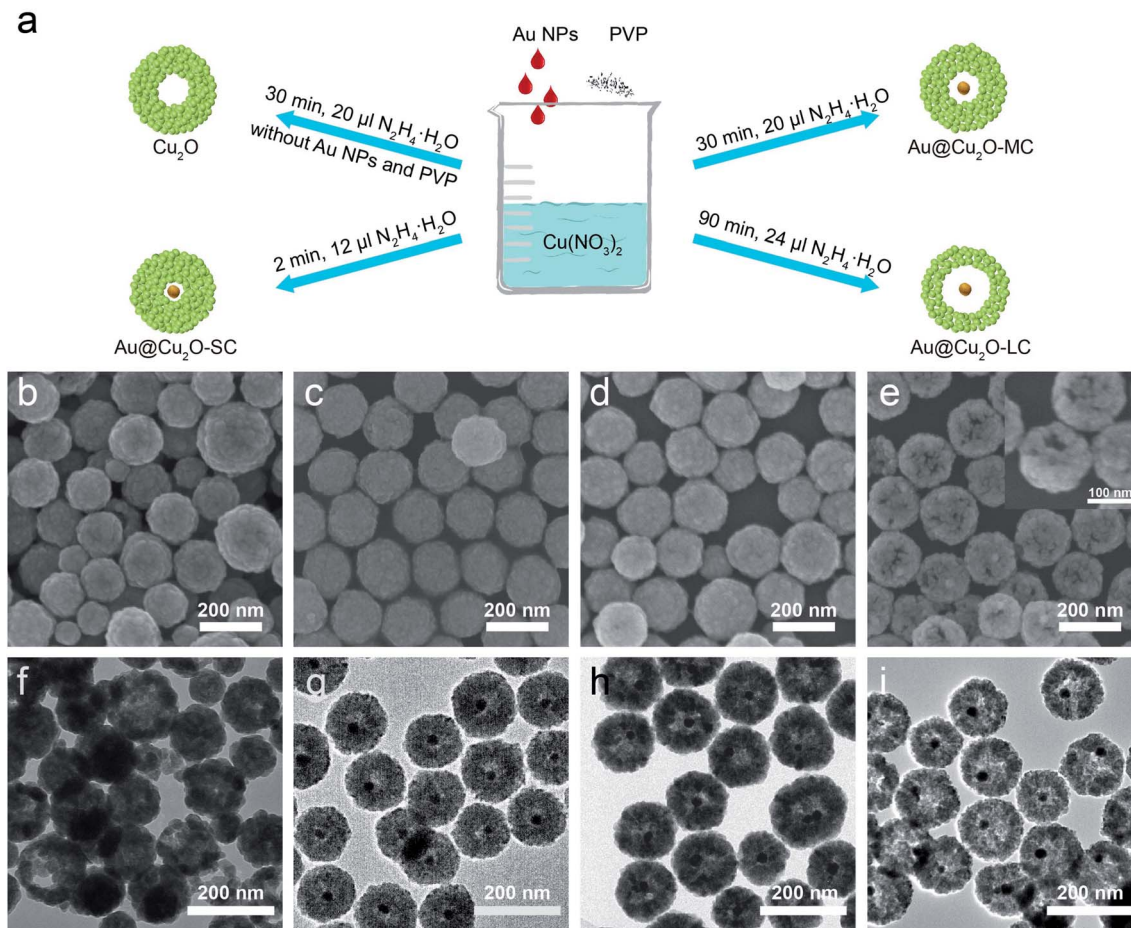 a
Au NPs PVP
30 min, 20 µl N₂H₄·H₂O
without Au NPs and PVP
Cu₂O
30 min, 20 µl N₂H₄·H₂O
Au@Cu₂O-MC
2 min, 12 µl N₂H₄·H₂O
Au@Cu₂O-SC
Cu(NO₃)₂
90 min, 24 µl N₂H₄·H₂O
Au@Cu₂O-LC
b
200 nm
c
200 nm
d
200 nm
e
100 nm
200 nm
f
200 nm
g
200 nm
h
200 nm
i
200 nm